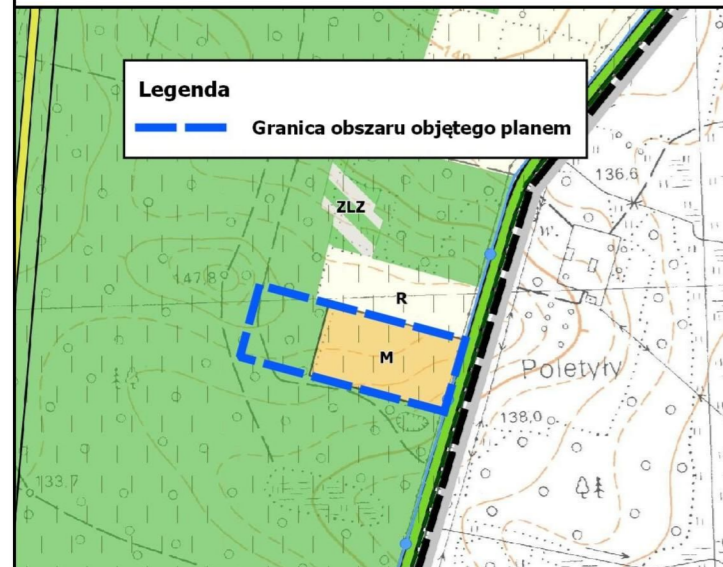 Legenda
Granica obszaru objętego planem
136,6
ZLZ
147,8
R
M
Poletyły
138,0
133,7